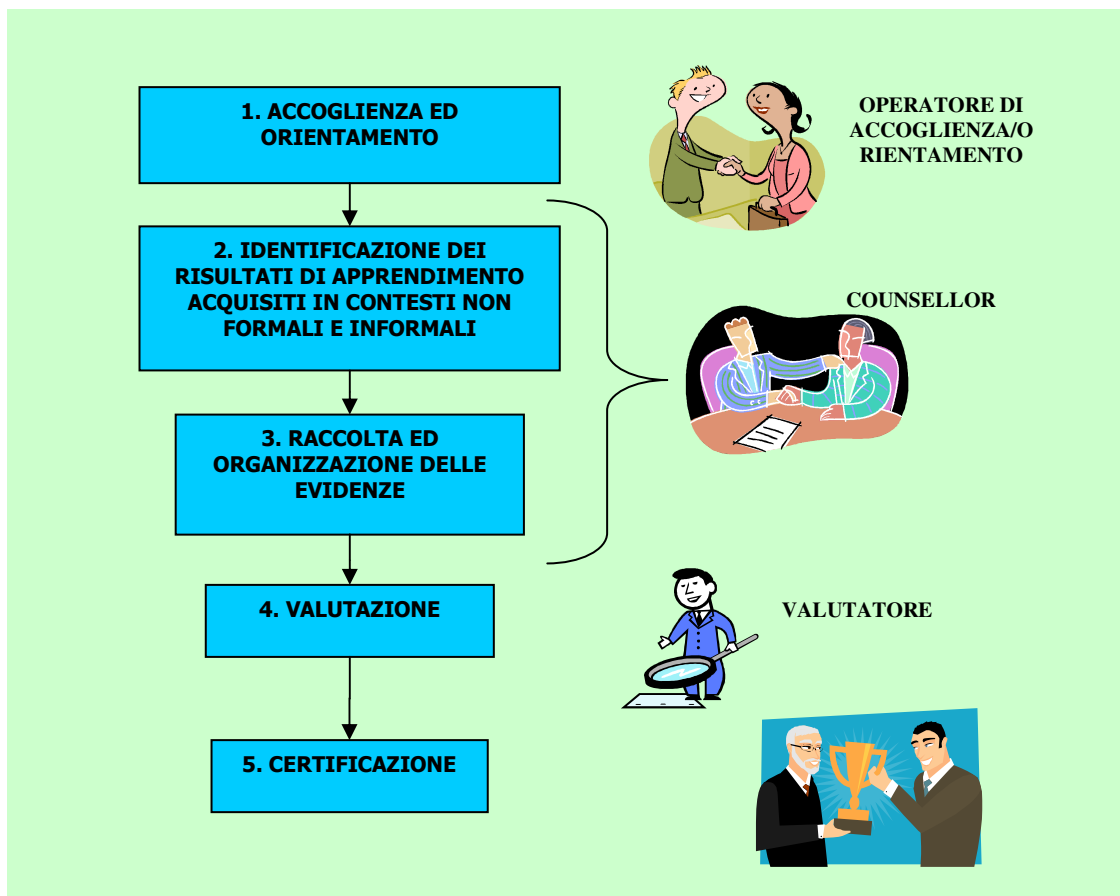 1. ACCOGLIENZA ED
ORIENTAMENTO
OPERATORE DI
ACCOGLIENZA/O
RIENTAMENTO
2. IDENTIFICAZIONE DEI
RISULTATI DI APPRENDIMENTO
ACQUISITI IN CONTESTI NON
FORMALI E INFORMALI
COUNSELLOR
3. RACCOLTA ED
ORGANIZZAZIONE DELLE
EVIDENZE
4. VALUTAZIONE
VALUTATORE
5. CERTIFICAZIONE